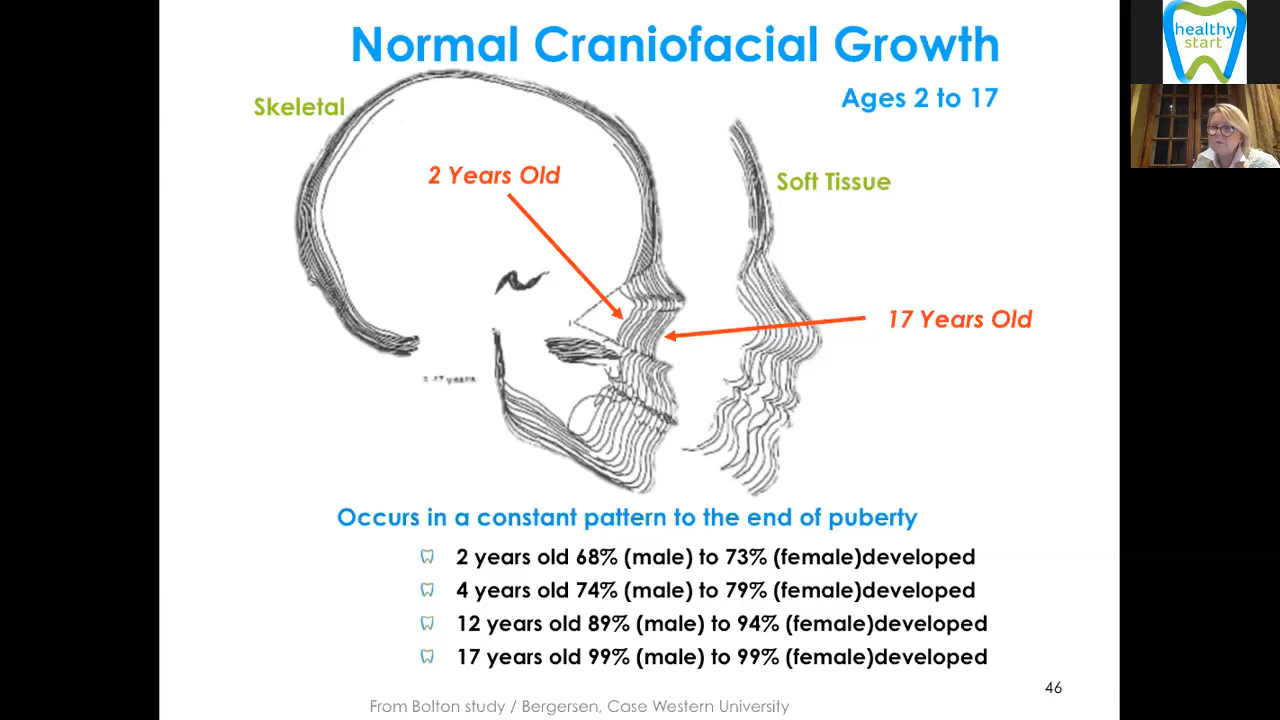 Normal Craniofacial Growth
Ages 2 to 17
Skeletal
2 Years Old
Soft Tissue
17 Years Old
years
Occurs in a constant pattern to the end of puberty
2 years old 68% (male) to 73% (female)developed
4 years old 74% (male) to 79% (female)developed
12 years old 89% (male) to 94% (female)developed
17 years old 99% (male) to 99% (female)developed
46
From Bolton study / Bergersen, Case Western University
healthy
start